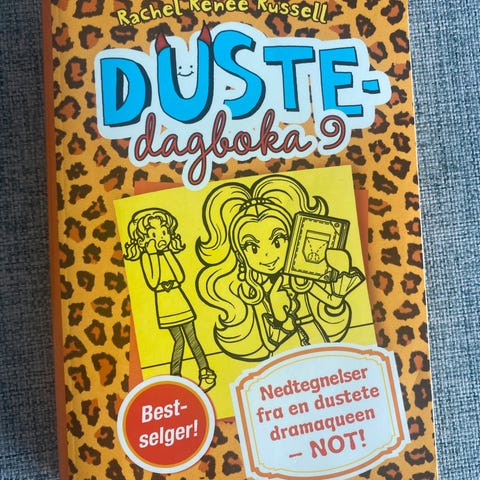 Rachel Renée Russell
DUSTE-
dagboka 9
Best-
selger!
Nedtegnelser
fra en dustete
dramaqueen
– NOT!